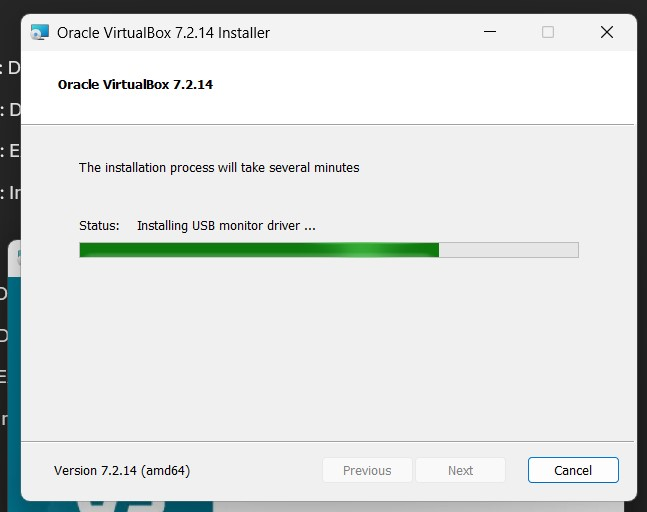 Oracle VirtualBox 7.2.14 Installer
Oracle VirtualBox 7.2.14
The installation process will take several minutes
Status: Installing USB monitor driver ...
Version 7.2.14 (amd64)
Previous
Next
Cancel